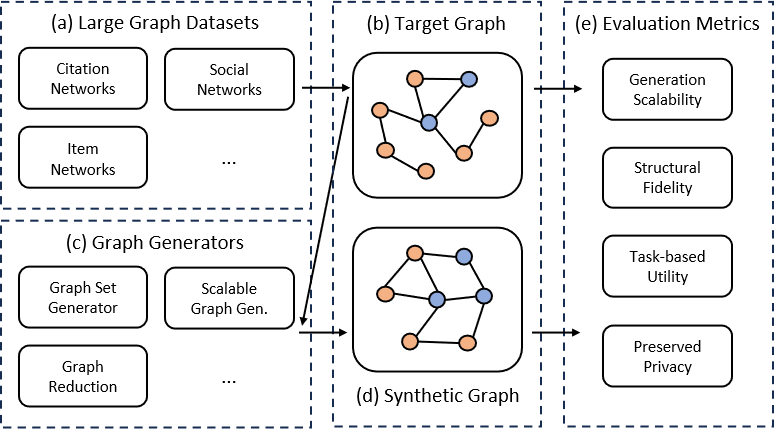 (a) Large Graph Datasets
Citation
Networks
Social
Networks
Item
Networks
...
(b) Target Graph
(c) Graph Generators
Graph Set
Generator
Scalable
Graph Gen.
Graph
Reduction
...
(d) Synthetic Graph
(e) Evaluation Metrics
Generation
Scalability
Structural
Fidelity
Task-based
Utility
Preserved
Privacy